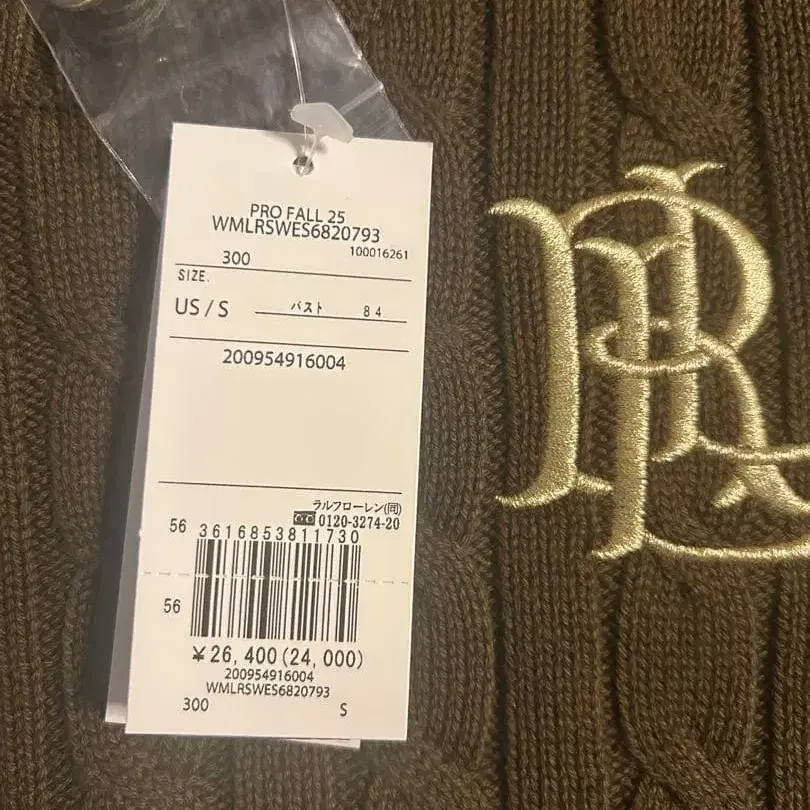 PRO FALL 25
WMLRSWES6820793
300 100016261
SIZE.
US / S バスト 84
200954916004
ラルフローレン(同)
0120-3274-20
56 3616853811730
56
¥26,400(24,000)
200954916004
WMLRSWES6820793
300 S
RL